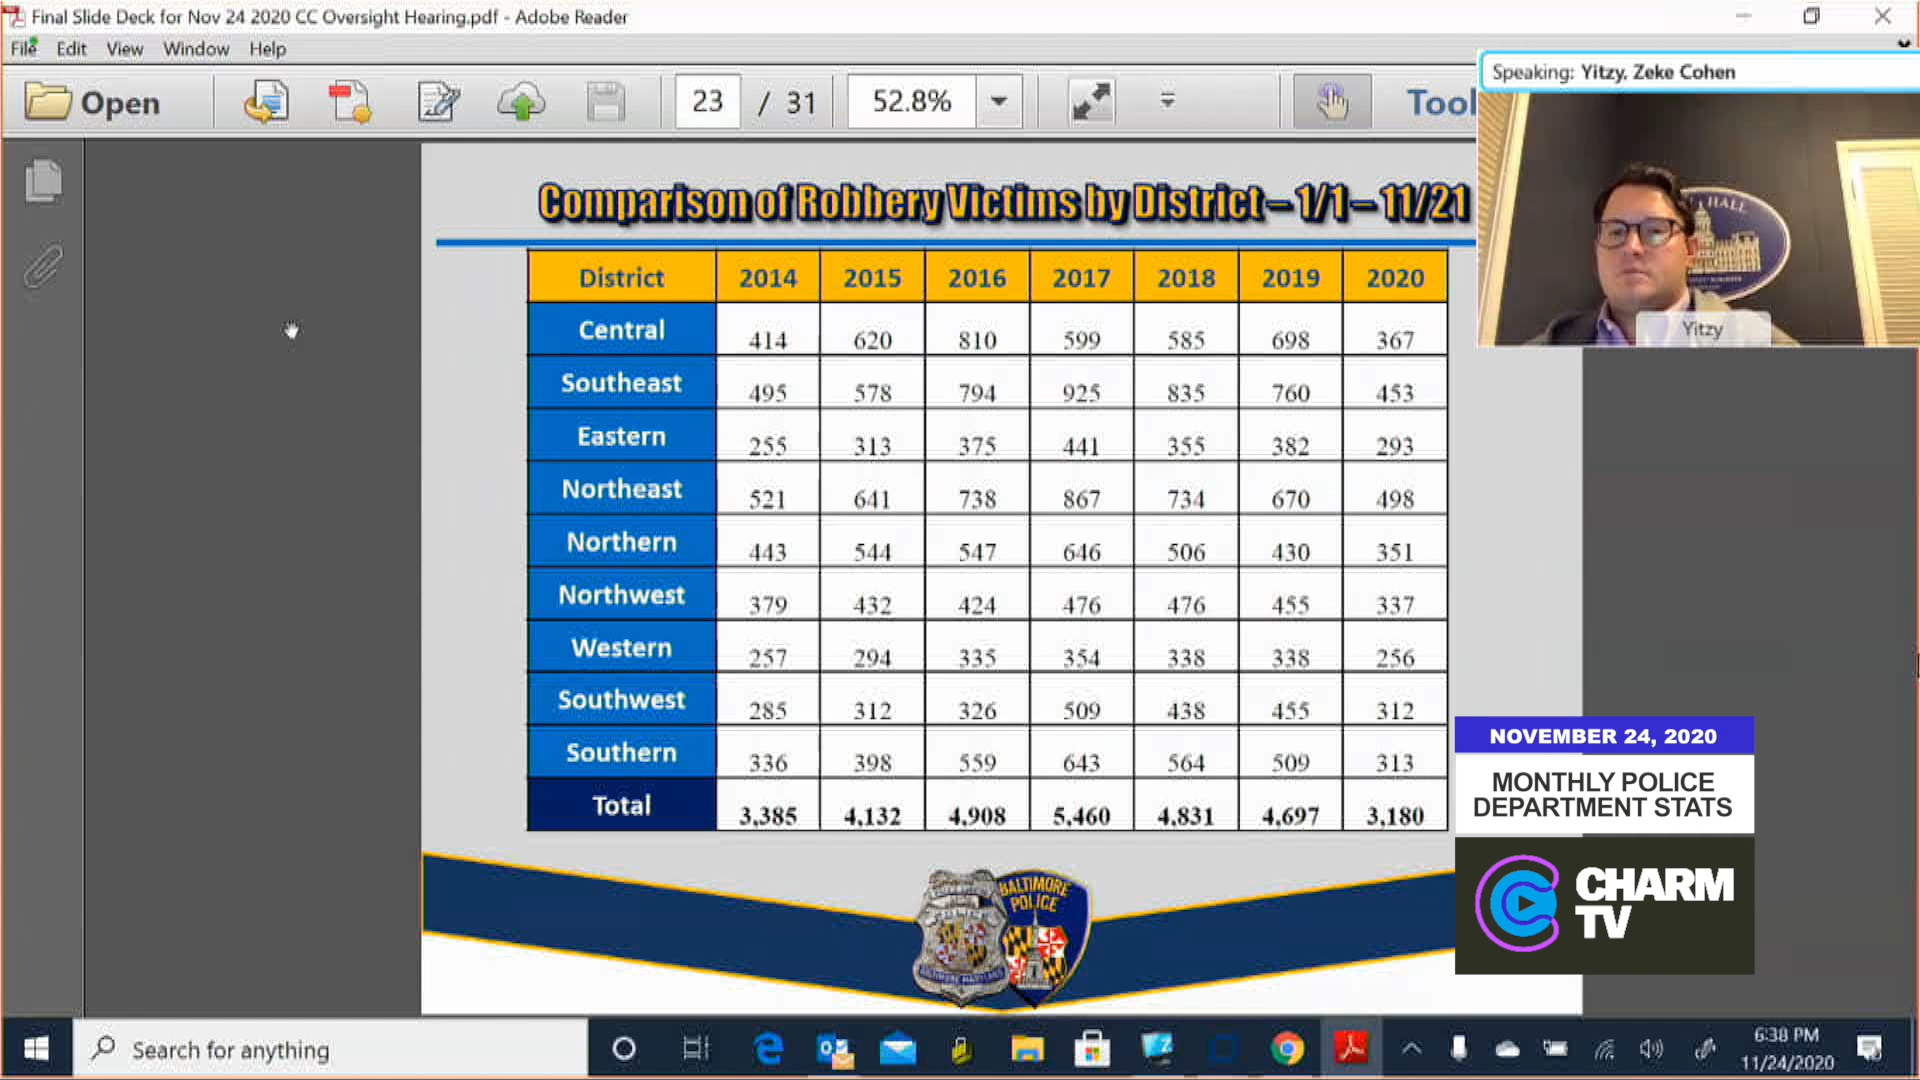 Final Slide Deck for Nov 24 2020 CC Oversight Hearing.pdf - Adobe Reader
File Edit View Window Help
Open 23 / 31 52.8% Tool
Speaking: Yitzy, Zeke Cohen
HALL
Yitzy
Comparison of Robbery Victims by District – 1/1 – 11/21
District 2014 2015 2016 2017 2018 2019 2020
Central 414 620 810 599 585 698 367
Southeast 495 578 794 925 835 760 453
Eastern 255 313 375 441 355 382 293
Northeast 521 641 738 867 734 670 498
Northern 443 544 547 646 506 430 351
Northwest 379 432 424 476 476 455 337
Western 257 294 335 354 338 338 256
Southwest 285 312 326 509 438 455 312
Southern 336 398 559 643 564 509 313
Total 3,385 4,132 4,908 5,460 4,831 4,697 3,180
BALTIMORE
POLICE
NOVEMBER 24, 2020
MONTHLY POLICE
DEPARTMENT STATS
CHARM
TV
Search for anything
6:38 PM
11/24/2020